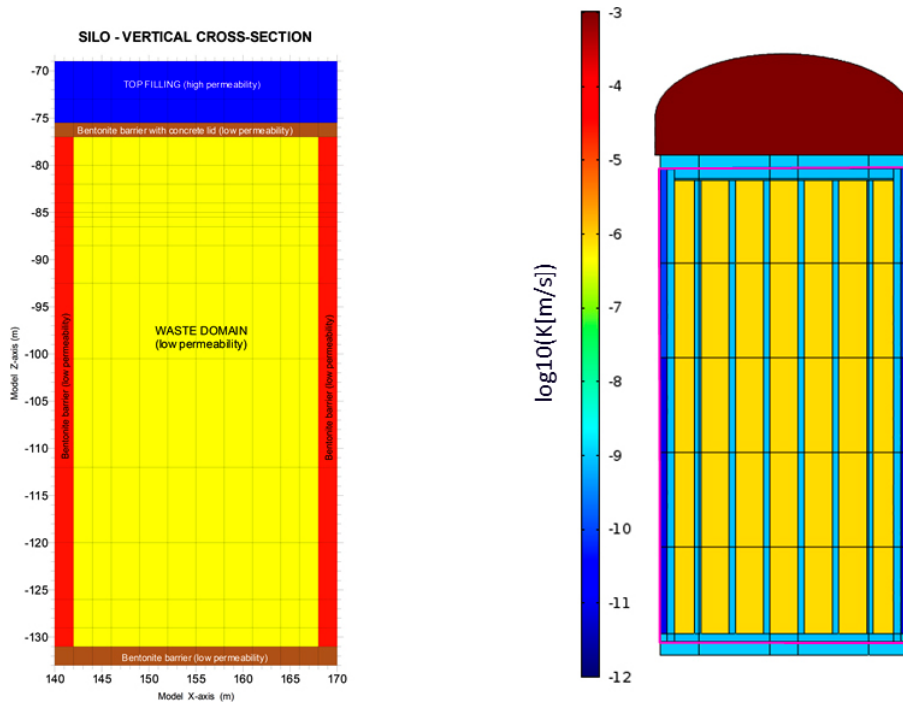 SILO - VERTICAL CROSS-SECTION
-70
-75
-80
-85
-90
-95
-100
-105
-110
-115
-120
-125
-130
Model Z-axis (m)
TOP FILLING (high permeability)
Bentonite barrier with concrete lid (low permeability)
Bentonite barrier (low permeability)
WASTE DOMAIN
(low permeability)
Bentonite barrier (low permeability)
Bentonite barrier (low permeability)
140 145 150 155 160 165 170
Model X-axis (m)
log10(K[m/s])
-3
-4
-5
-6
-7
-8
-9
-10
-11
-12